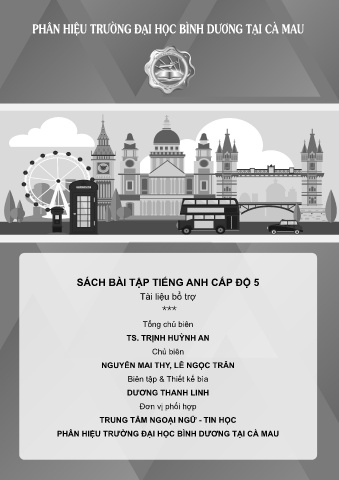 PHÂN HIỆU TRƯỜNG ĐẠI HỌC BÌNH DƯƠNG TẠI CÀ MAU
SÁCH BÀI TẬP TIẾNG ANH CẤP ĐỘ 5
Tài liệu bổ trợ
***
Tổng chủ biên
TS. TRỊNH HUỲNH AN
Chủ biên
NGUYỄN MAI THY, LÊ NGỌC TRÂN
Biên tập & Thiết kế bìa
DƯƠNG THANH LINH
Đơn vị phối hợp
TRUNG TÂM NGOẠI NGỮ - TIN HỌC
PHÂN HIỆU TRƯỜNG ĐẠI HỌC BÌNH DƯƠNG TẠI CÀ MAU